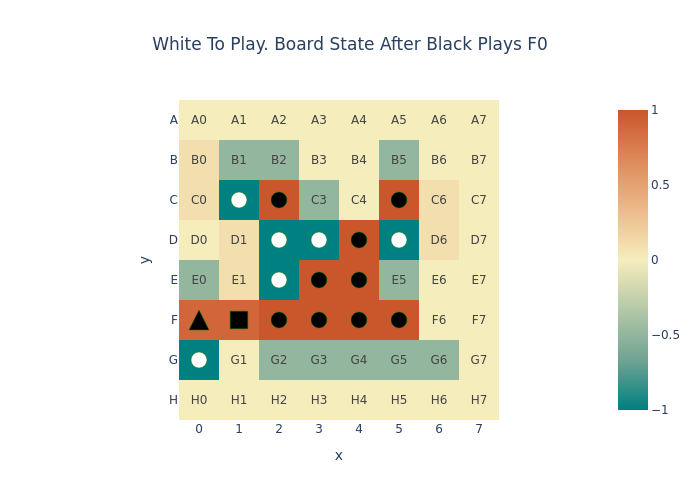 White To Play. Board State After Black Plays F0
A A0 A1 A2 A3 A4 A5 A6 A7
B B0 B1 B2 B3 B4 B5 B6 B7
C C0 C3 C4 C6 C7
D D0 D1 D6 D7
E E0 E1 E5 E6 E7
F F6 F7
G G1 G2 G3 G4 G5 G6 G7
H H0 H1 H2 H3 H4 H5 H6 H7
0 1 2 3 4 5 6 7
x
y
1
0.5
0
−0.5
−1